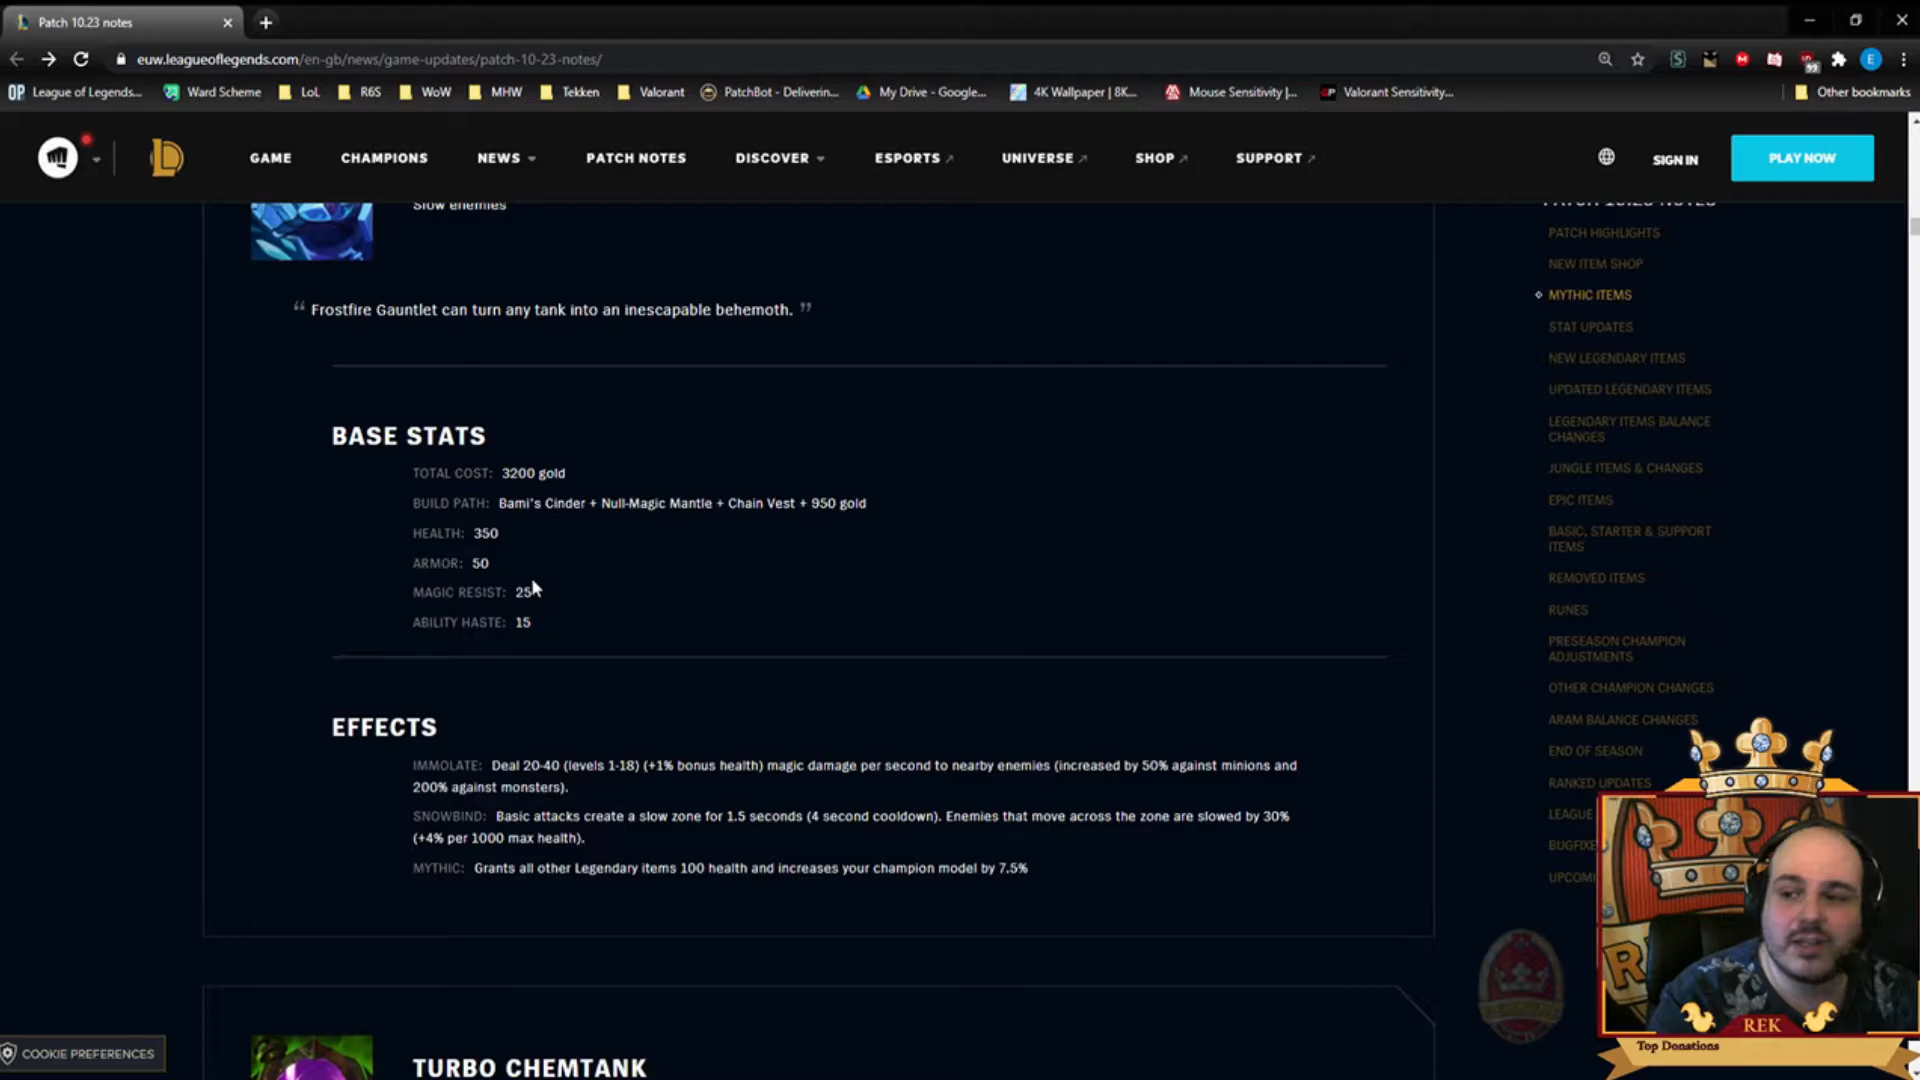 Patch 10.23 notes
euw.leagueoflegends.com/en-gb/news/game-updates/patch-10-23-notes/
E
OP League of Legends... Ward Scheme LoL R6S WoW MHW Tekken Valorant PatchBot - Deliverin... My Drive - Google... 4K Wallpaper | 8K... Mouse Sensitivity |... Valorant Sensitivity... Other bookmarks
GAME CHAMPIONS NEWS PATCH NOTES DISCOVER ESPORTS UNIVERSE SHOP SUPPORT SIGN IN PLAY NOW
Slow enemies
“ Frostfire Gauntlet can turn any tank into an inescapable behemoth. ”
BASE STATS
TOTAL COST: 3200 gold
BUILD PATH: Bami's Cinder + Null-Magic Mantle + Chain Vest + 950 gold
HEALTH: 350
ARMOR: 50
MAGIC RESIST: 25
ABILITY HASTE: 15
EFFECTS
IMMOLATE: Deal 20-40 (levels 1-18) (+1% bonus health) magic damage per second to nearby enemies (increased by 50% against minions and
200% against monsters).
SNOWBIND: Basic attacks create a slow zone for 1.5 seconds (4 second cooldown). Enemies that move across the zone are slowed by 30%
(+4% per 1000 max health).
MYTHIC: Grants all other Legendary items 100 health and increases your champion model by 7.5%
TURBO CHEMTANK
COOKIE PREFERENCES
PATCH 10.23 NOTES
PATCH HIGHLIGHTS
NEW ITEM SHOP
MYTHIC ITEMS
STAT UPDATES
NEW LEGENDARY ITEMS
UPDATED LEGENDARY ITEMS
LEGENDARY ITEMS BALANCE
CHANGES
JUNGLE ITEMS & CHANGES
EPIC ITEMS
BASIC, STARTER & SUPPORT
ITEMS
REMOVED ITEMS
RUNES
PRESEASON CHAMPION
ADJUSTMENTS
OTHER CHAMPION CHANGES
ARAM BALANCE CHANGES
END OF SEASON
RANKED UPDATES
LEAGUE
BUGFIXE
UPCOMI
REK
Top Donations